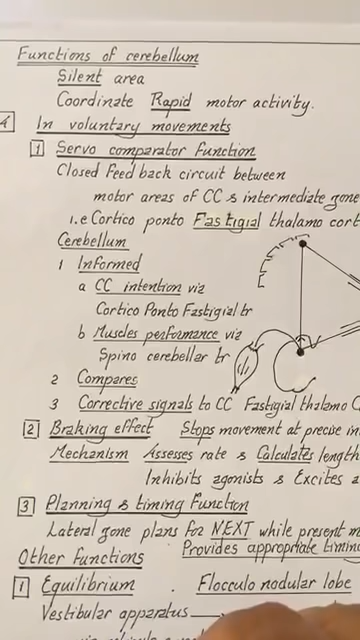 Functions of cerebellum
Silent area
Coordinate Rapid motor activity.
A In voluntary movements
1 Servo comparator function
Closed Feed back circuit between
motor areas of CC & intermediate zone
i.e Cortico ponto Fastigial thalamo cort
Cerebellum
1 Informed
a CC intention via
Cortico Ponto Fastigial tr
b Muscles performance via
Spino cerebellar tr
2 Compares
3 Corrective signals to CC Fastigial thalamo C
2 Braking effect Stops movement at precise in
Mechanism Assesses rate & Calculates length
Inhibits agonists & Excites a
3 Planning & timing Function
Lateral zone plans for NEXT while present m
Other functions Provides appropriate timing
1 Equilibrium . Flocculo nodular lobe
Vestibular apparatus